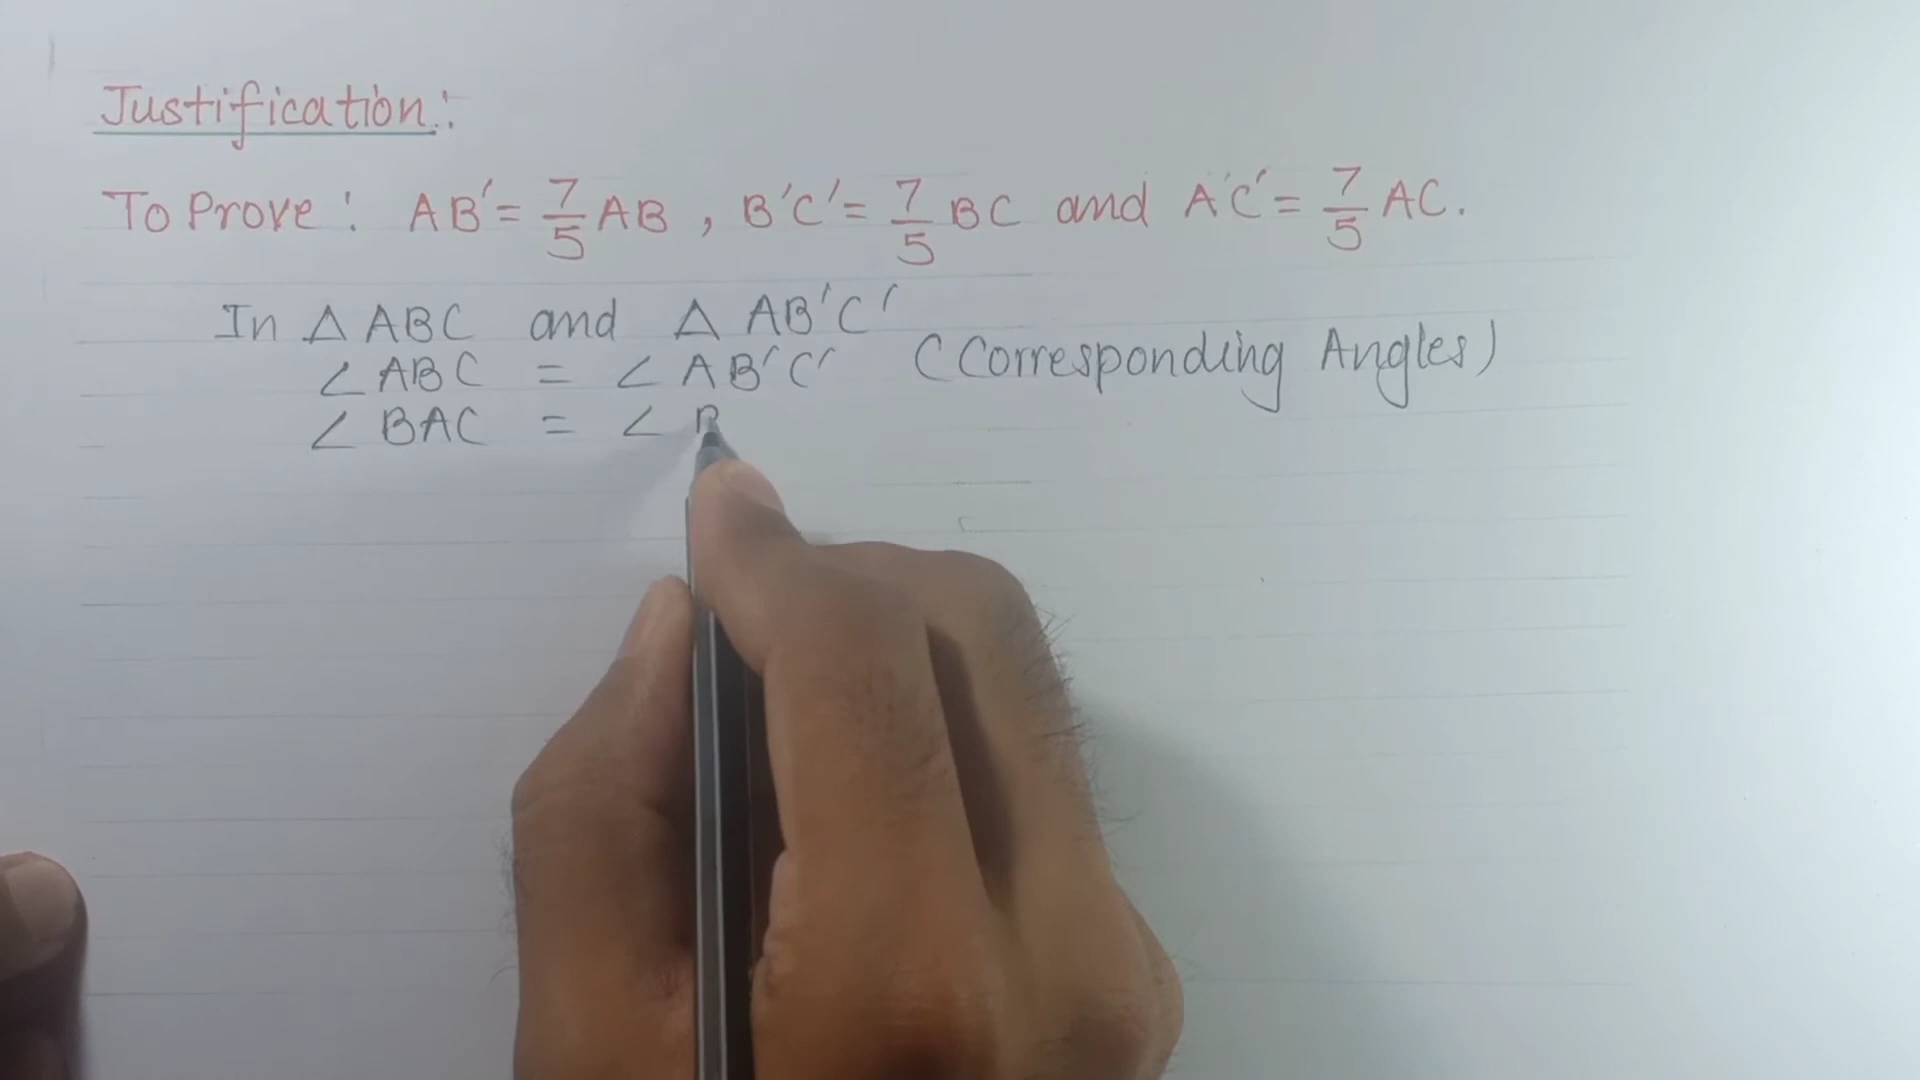 Justification:
To Prove: AB' = 7/5 AB, B'C' = 7/5 BC and A'C' = 7/5 AC.
In △ ABC and △ AB'C'
∠ABC = ∠AB'C' (Corresponding Angles)
∠BAC = ∠B